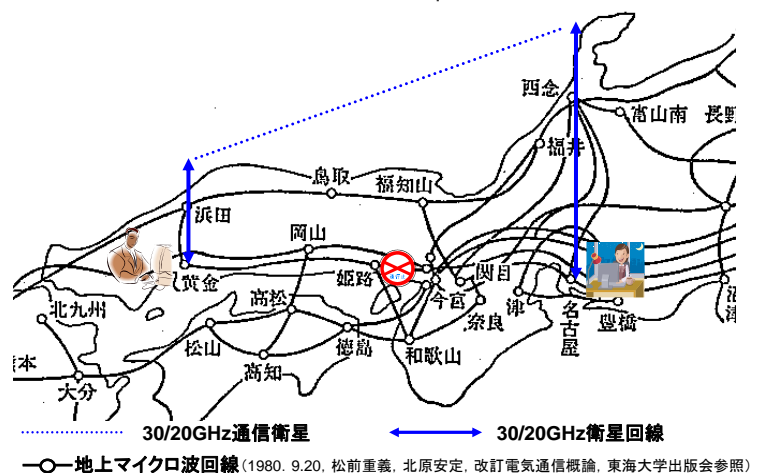 西念
富山南
長野
福井
鳥取
福知山
浜田
岡山
双黄金
姫路
関目
北九州
高松
今宮
奈良
津
名古屋
豊橋
沼津
松山
徳島
和歌山
高知
熊本
大分
30/20GHz通信衛星
30/20GHz衛星回線
地上マイクロ波回線(1980. 9.20, 松前重義, 北原安定, 改訂電気通信概論, 東海大学出版会参照)